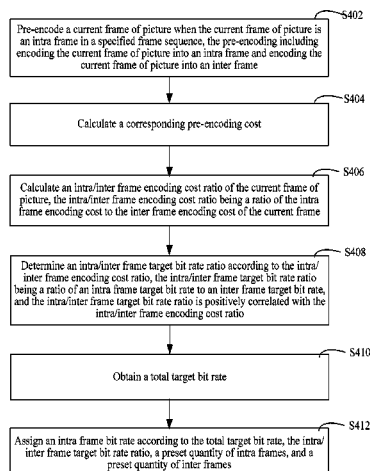 S402
Pre-encode a current frame of picture when the current frame of picture is
an intra frame in a specified frame sequence, the pre-encoding including
encoding the current frame of picture into an intra frame and encoding the
current frame of picture into an inter frame
S404
Calculate a corresponding pre-encoding cost
S406
Calculate an intra/inter frame encoding cost ratio of the current frame of
picture, the intra/inter frame encoding cost ratio being a ratio of the intra
frame encoding cost to the inter frame encoding cost of the current frame
S408
Determine an intra/inter frame target bit rate ratio according to the intra/
inter frame encoding cost ratio, the intra/inter frame target bit rate ratio
being a ratio of an intra frame target bit rate to an inter frame target bit rate,
and the intra/inter frame target bit rate ratio is positively correlated with the
intra/inter frame encoding cost ratio
S410
Obtain a total target bit rate
S412
Assign an intra frame bit rate according to the total target bit rate, the intra/
inter frame target bit rate ratio, a preset quantity of intra frames, and a
preset quantity of inter frames